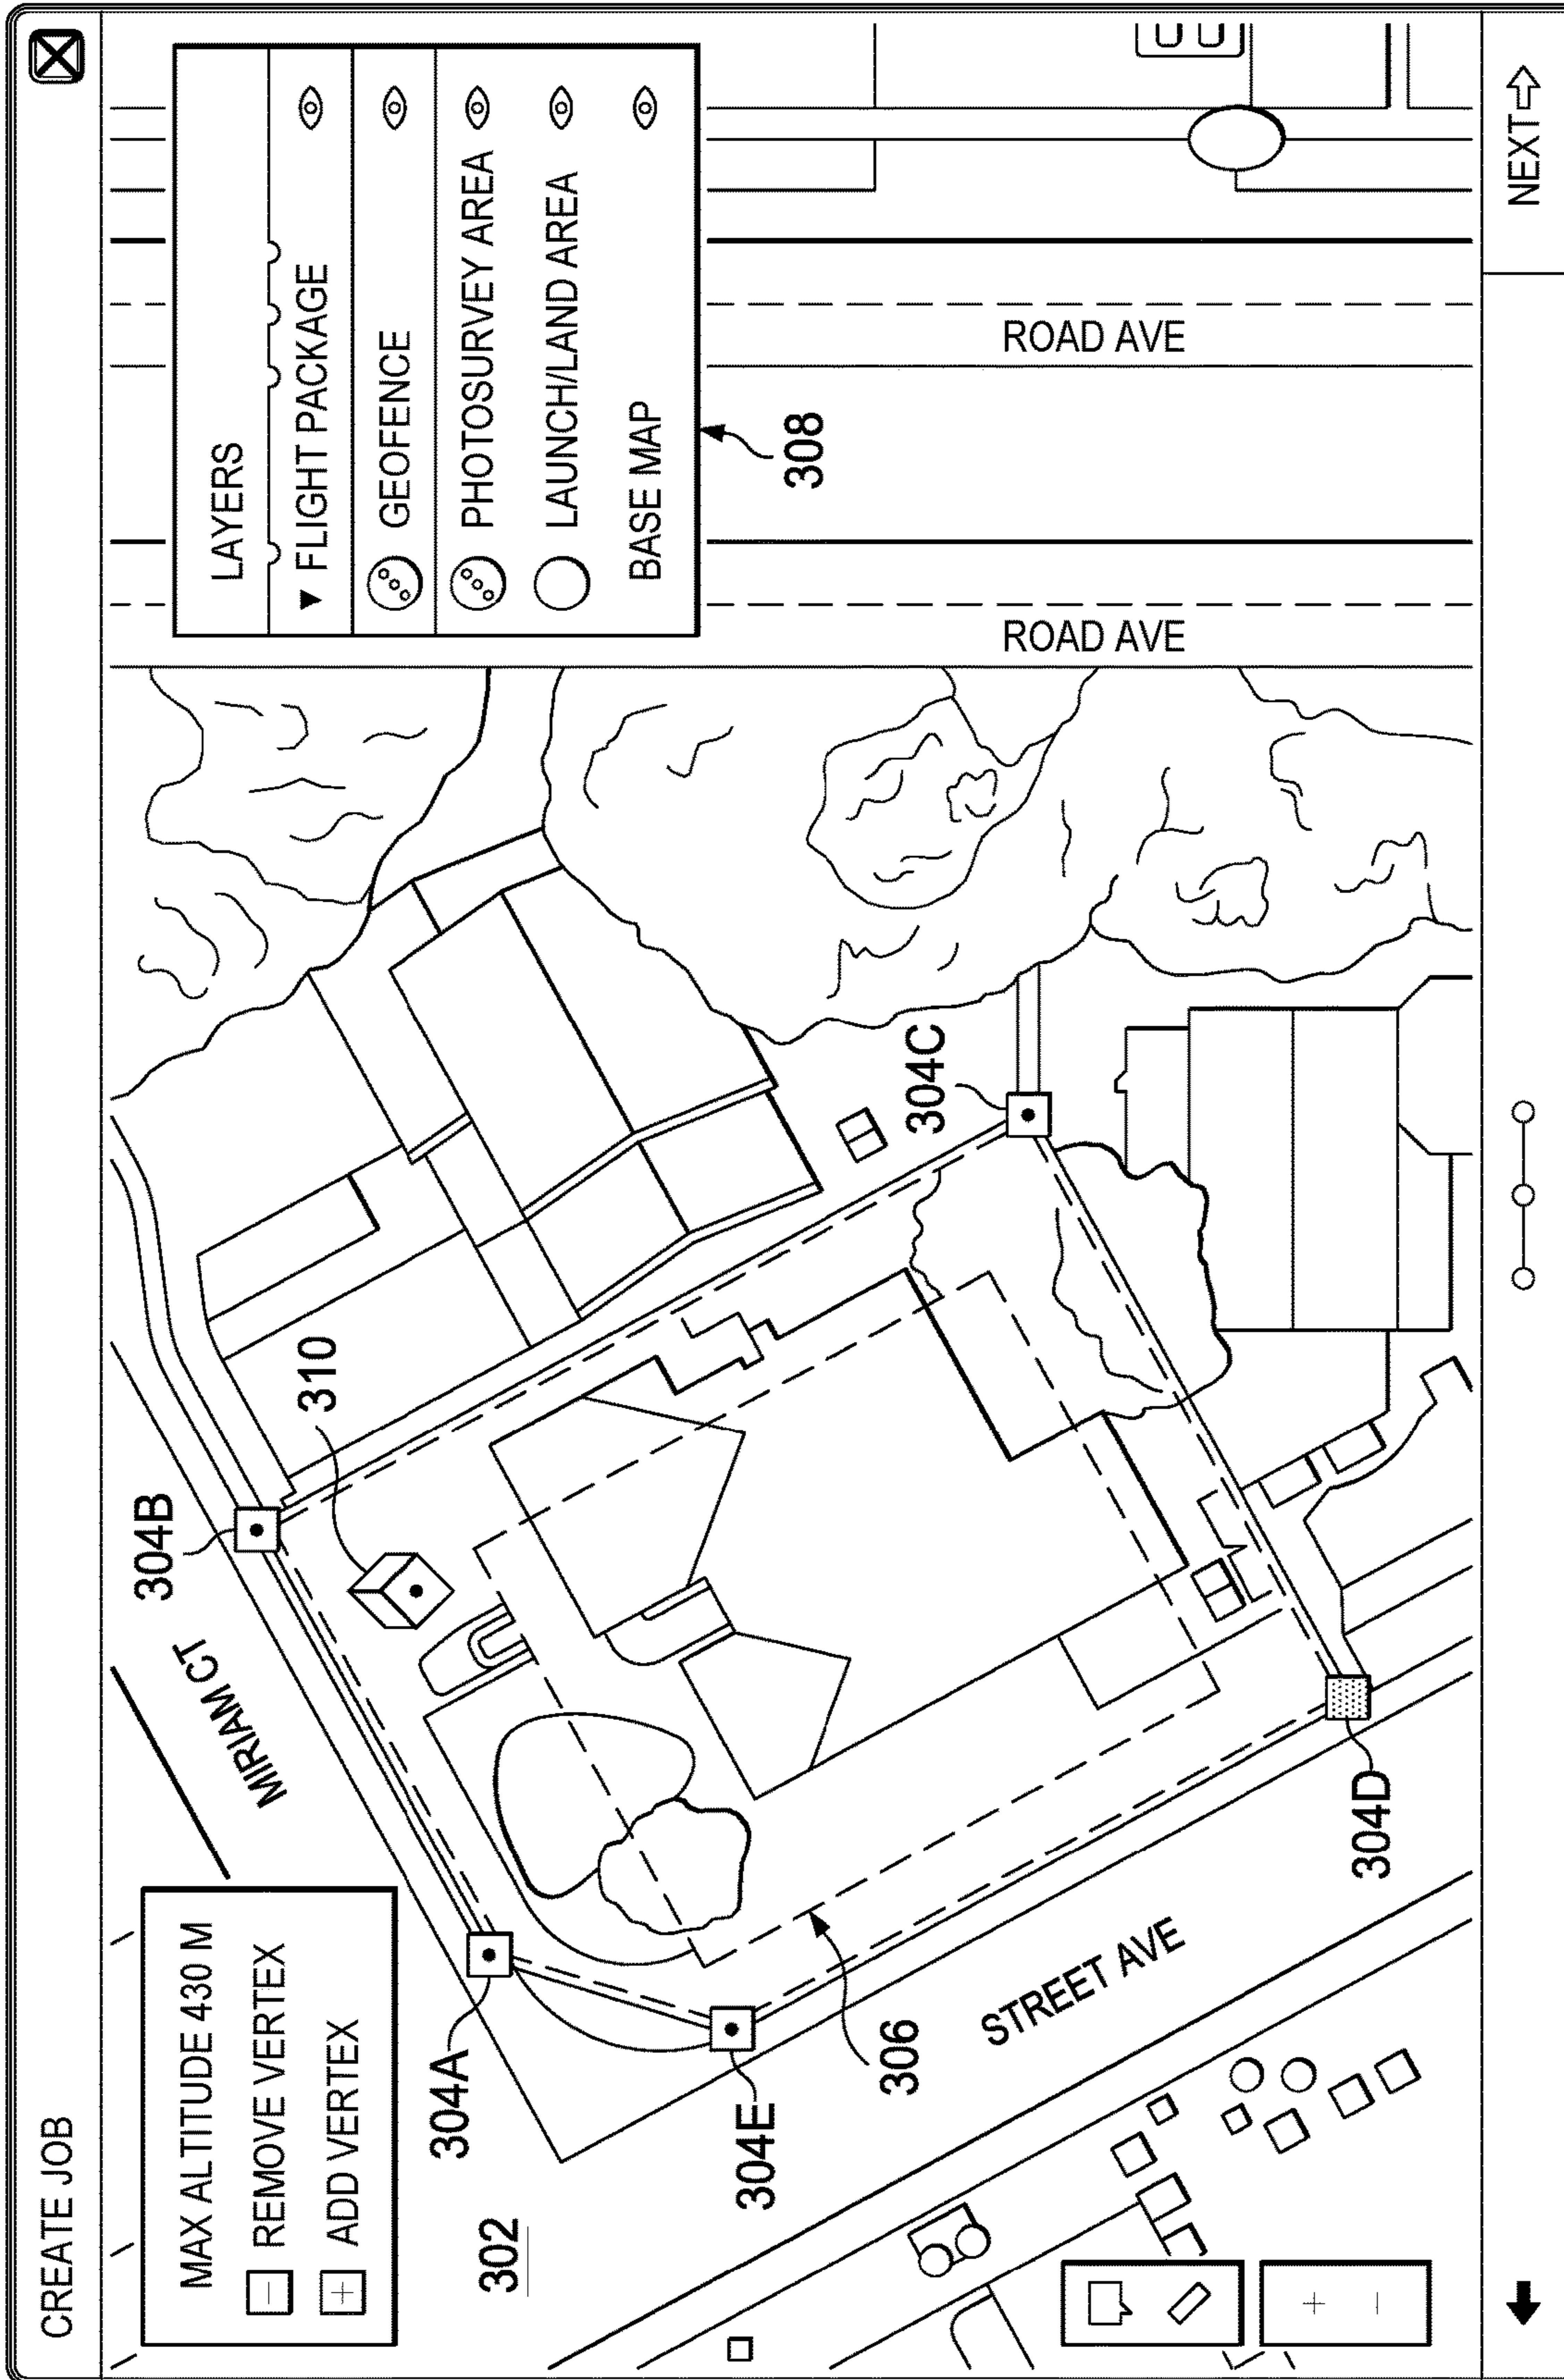 CREATE JOB
MAX ALTITUDE 430 M
− REMOVE VERTEX
+ ADD VERTEX
MIRIAM CT
LAYERS
▼ FLIGHT PACKAGE
GEOFENCE
PHOTOSURVEY AREA
LAUNCH/LAND AREA
BASE MAP
308
304B
310
304A
304E
302
304C
306
304D
STREET AVE
ROAD AVE
ROAD AVE
+
−
NEXT